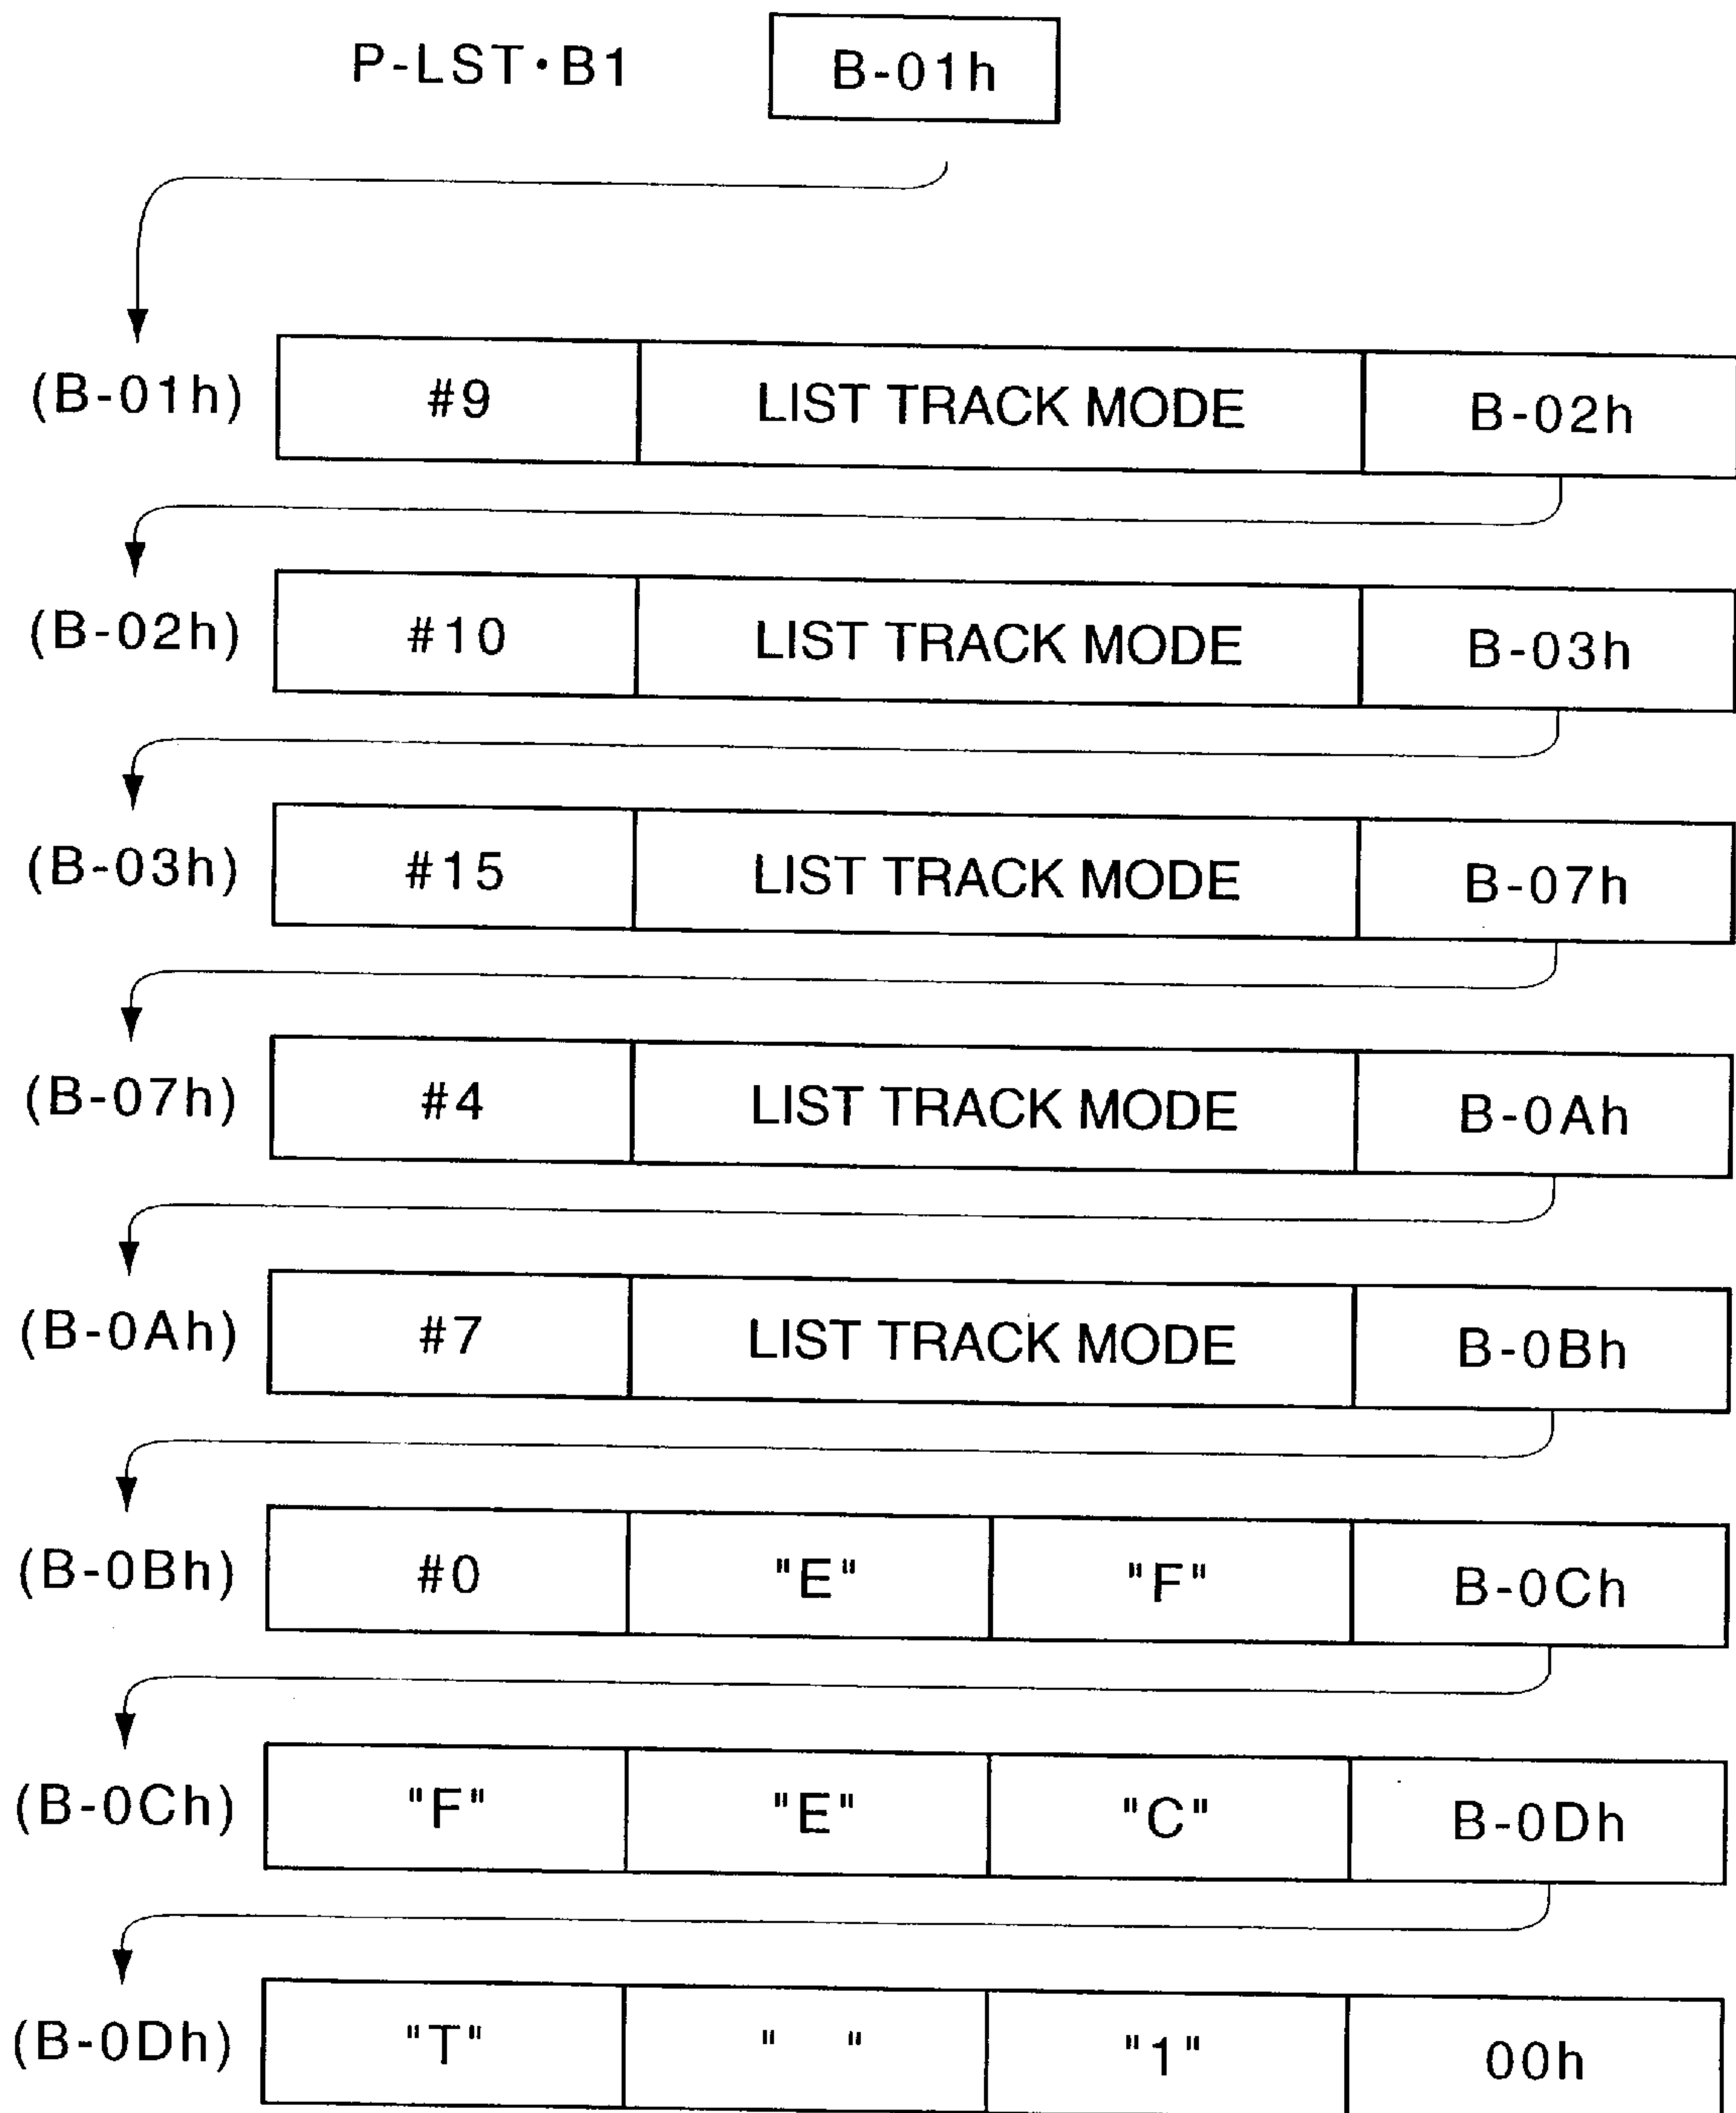 P-LST・B1 B-01h
(B-01h) #9 LIST TRACK MODE B-02h
(B-02h) #10 LIST TRACK MODE B-03h
(B-03h) #15 LIST TRACK MODE B-07h
(B-07h) #4 LIST TRACK MODE B-0Ah
(B-0Ah) #7 LIST TRACK MODE B-0Bh
(B-0Bh) #0 "E" "F" B-0Ch
(B-0Ch) "F" "E" "C" B-0Dh
(B-0Dh) "T" " " "1" 00h